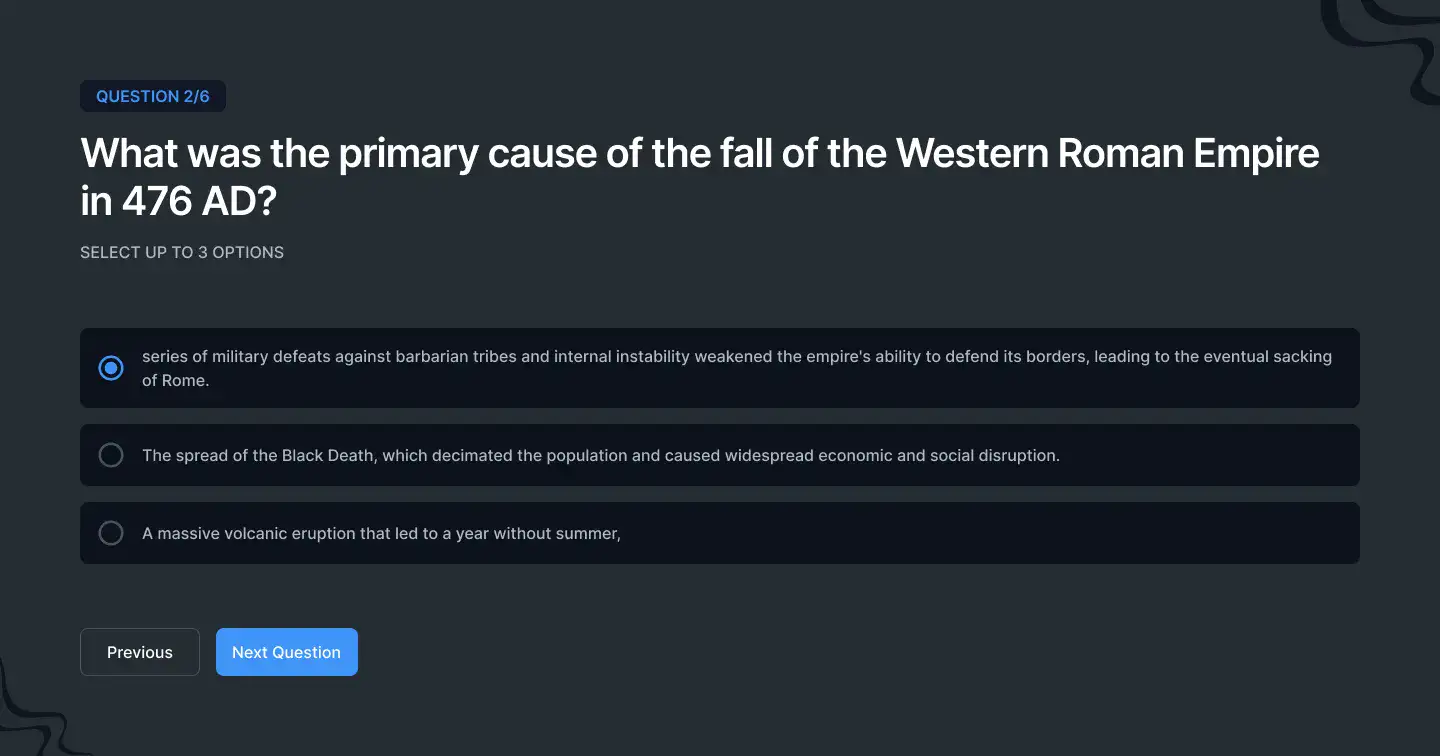 QUESTION 2/6
What was the primary cause of the fall of the Western Roman Empire
in 476 AD?
SELECT UP TO 3 OPTIONS
series of military defeats against barbarian tribes and internal instability weakened the empire's ability to defend its borders, leading to the eventual sacking
of Rome.
The spread of the Black Death, which decimated the population and caused widespread economic and social disruption.
A massive volcanic eruption that led to a year without summer,
Previous
Next Question